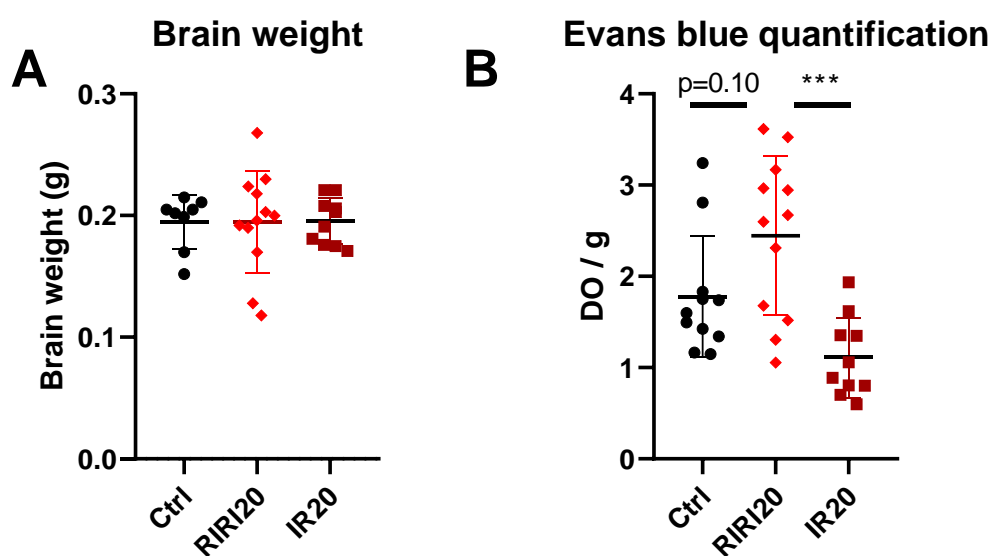 Brain weight
A
Brain weight (g)
0.3
0.2
0.1
0.0
Ctrl
RIRI20
IR20
Evans blue quantification
B
p=0.10
***
DO / g
4
3
2
1
0
Ctrl
RIRI20
IR20